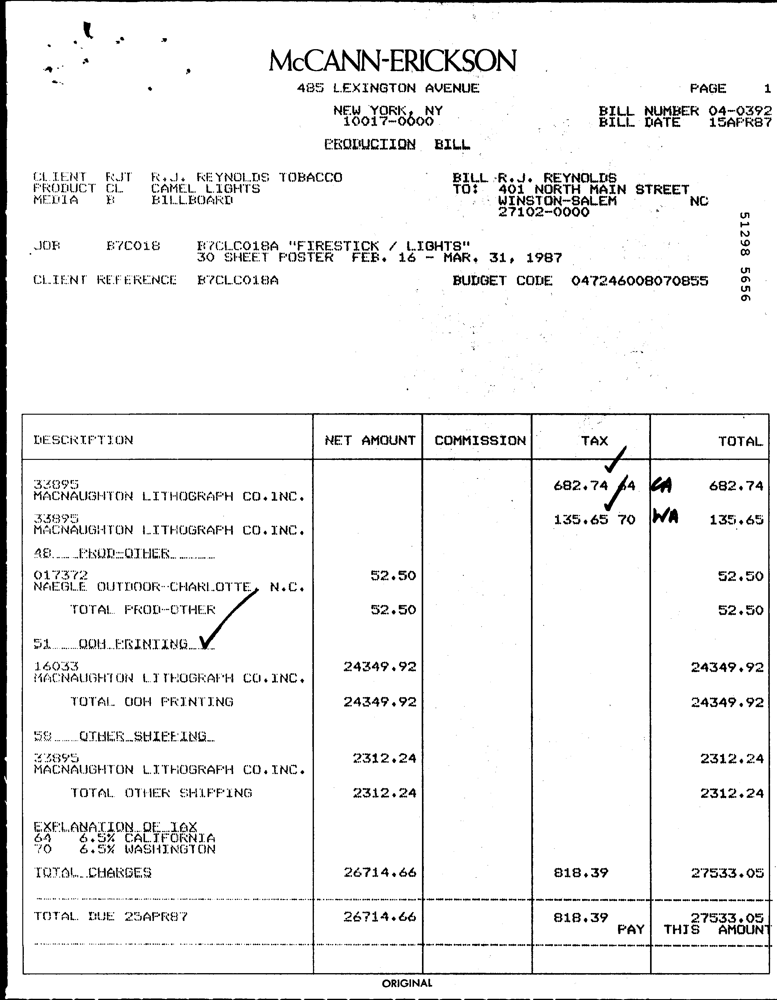 McCANN-ERICKSON
485 LEXINGTON AVENUE PAGE 1
NEW YORK, NY BILL NUMBER 04-0392
10017-0000 BILL DATE 15APR87
PRODUCTION BILL
CLIENT RJT R.J. REYNOLDS TOBACCO BILL R.J. REYNOLDS
PRODUCT CL CAMEL LIGHTS TO: 401 NORTH MAIN STREET
MEDIA B BILLBOARD WINSTON-SALEM NC
27102-0000
51298 5656
JOB B7C018 B7CLC018A "FIRESTICK / LIGHTS"
30 SHEET POSTER FEB. 16 - MAR. 31, 1987
CLIENT REFERENCE B7CLC018A BUDGET CODE 047246008070855
DESCRIPTION NET AMOUNT COMMISSION TAX TOTAL
33895 682.74 64 CA 682.74
MACNAUGHTON LITHOGRAPH CO.INC.
33895 135.65 70 WA 135.65
MACNAUGHTON LITHOGRAPH CO.INC.
48 PROD-OTHER
017372 52.50 52.50
NAEGLE OUTDOOR-CHARLOTTE, N.C.
TOTAL PROD-OTHER 52.50 52.50
51 OOH PRINTING
16033 24349.92 24349.92
MACNAUGHTON LITHOGRAPH CO.INC.
TOTAL OOH PRINTING 24349.92 24349.92
58 OTHER SHIPPING
33895 2312.24 2312.24
MACNAUGHTON LITHOGRAPH CO.INC.
TOTAL OTHER SHIPPING 2312.24 2312.24
EXPLANATION OF TAX
64 6.5% CALIFORNIA
70 6.5% WASHINGTON
TOTAL CHARGES 26714.66 818.39 27533.05
TOTAL DUE 25APR87 26714.66 818.39 27533.05
PAY THIS AMOUNT
ORIGINAL